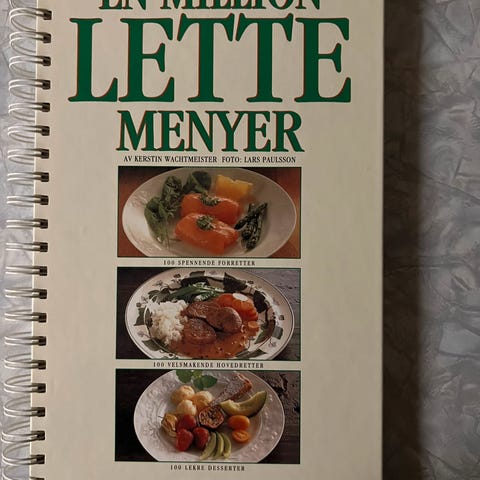 EN MILLION
LETTE
MENYER
AV KERSTIN WACHTMEISTER FOTO: LARS PAULSSON
100 SPENNENDE FORRETTER
100 VELSMAKENDE HOVEDRETTER
100 LEKRE DESSERTER